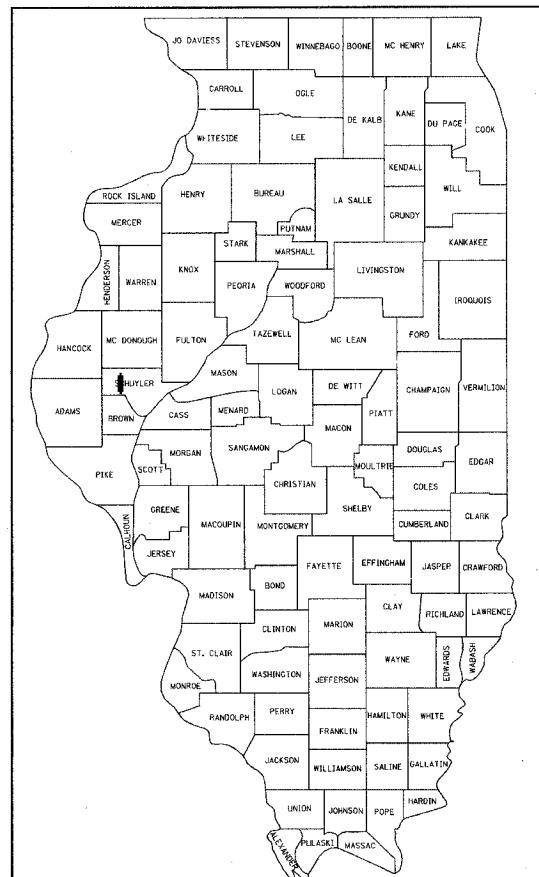 JO DAVIESS
STEVENSON
WINNEBAGO
BOONE
MC HENRY
LAKE
CARROLL
OGLE
DE KALB
KANE
DU PAGE
COOK
WHITESIDE
LEE
KENDALL
WILL
ROCK ISLAND
HENRY
BUREAU
LA SALLE
GRUNDY
MERCER
PUTNAM
KANKAKEE
STARK
MARSHALL
HENDERSON
WARREN
KNOX
PEORIA
WOODFORD
LIVINGSTON
IROQUOIS
HANCOCK
MC DONOUGH
FULTON
TAZEWELL
MC LEAN
FORD
SCHUYLER
MASON
LOGAN
DE WITT
CHAMPAIGN
VERMILION
ADAMS
BROWN
CASS
MENARD
MACON
PIATT
PIKE
SCOTT
MORGAN
SANGAMON
MOULTRIE
DOUGLAS
EDGAR
CHRISTIAN
COLES
CALHOUN
GREENE
MACOUPIN
MONTGOMERY
SHELBY
CUMBERLAND
CLARK
JERSEY
FAYETTE
EFFINGHAM
JASPER
CRAWFORD
MADISON
BOND
CLAY
RICHLAND
LAWRENCE
CLINTON
MARION
ST. CLAIR
WAYNE
EDWARDS
WABASH
WASHINGTON
JEFFERSON
MONROE
RANDOLPH
PERRY
HAMILTON
WHITE
FRANKLIN
JACKSON
WILLIAMSON
SALINE
GALLATIN
UNION
JOHNSON
POPE
HARDIN
ALEXANDER
PULASKI
MASSAC